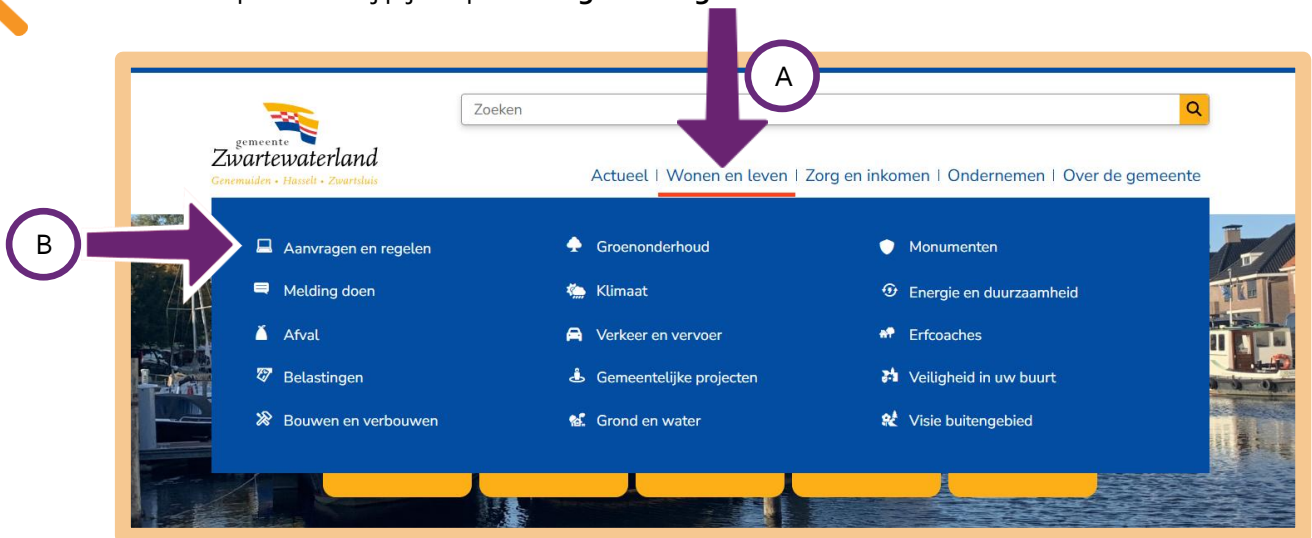 A
Zoeken
gemeente
Zwartewaterland
Genemuiden • Hasselt • Zwartsluis
Actueel | Wonen en leven | Zorg en inkomen | Ondernemen | Over de gemeente
B
Aanvragen en regelen
Groenonderhoud
Monumenten
Melding doen
Klimaat
Energie en duurzaamheid
Afval
Verkeer en vervoer
Erfcoaches
Belastingen
Gemeentelijke projecten
Veiligheid in uw buurt
Bouwen en verbouwen
Grond en water
Visie buitengebied